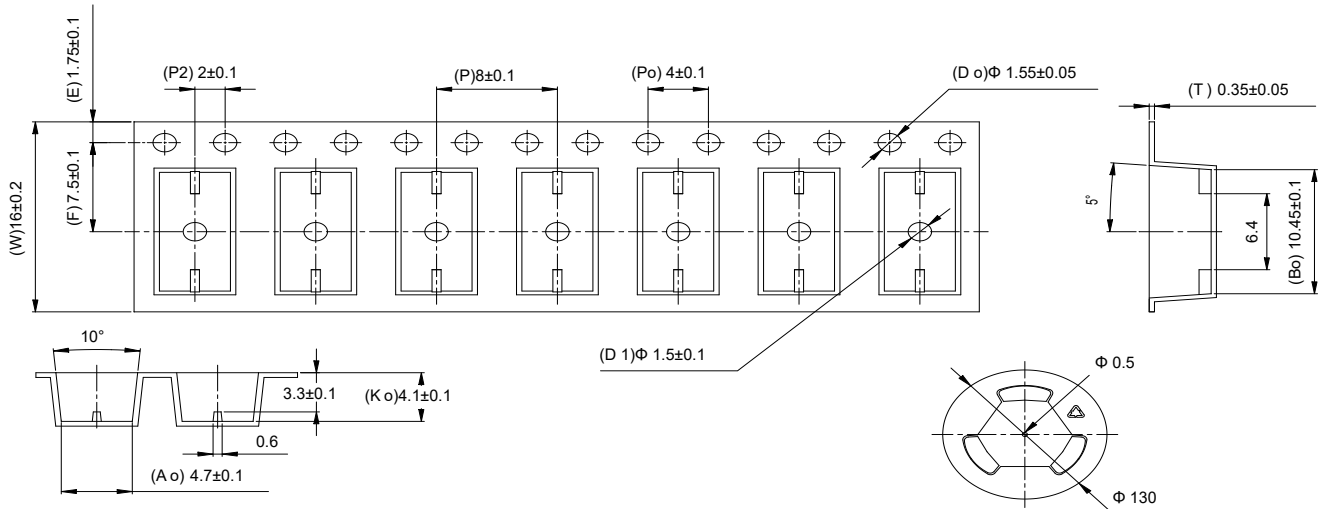 (E)1.75±0.1
(P2) 2±0.1
(P)8±0.1
(Po) 4±0.1
(D o)Φ 1.55±0.05
(T ) 0.35±0.05
(W)16±0.2
(F)7.5±0.1
5°
6.4
(Bo) 10.45±0.1
10°
3.3±0.1
(K o)4.1±0.1
0.6
(A o) 4.7±0.1
(D 1)Φ 1.5±0.1
Φ 0.5
Φ 130